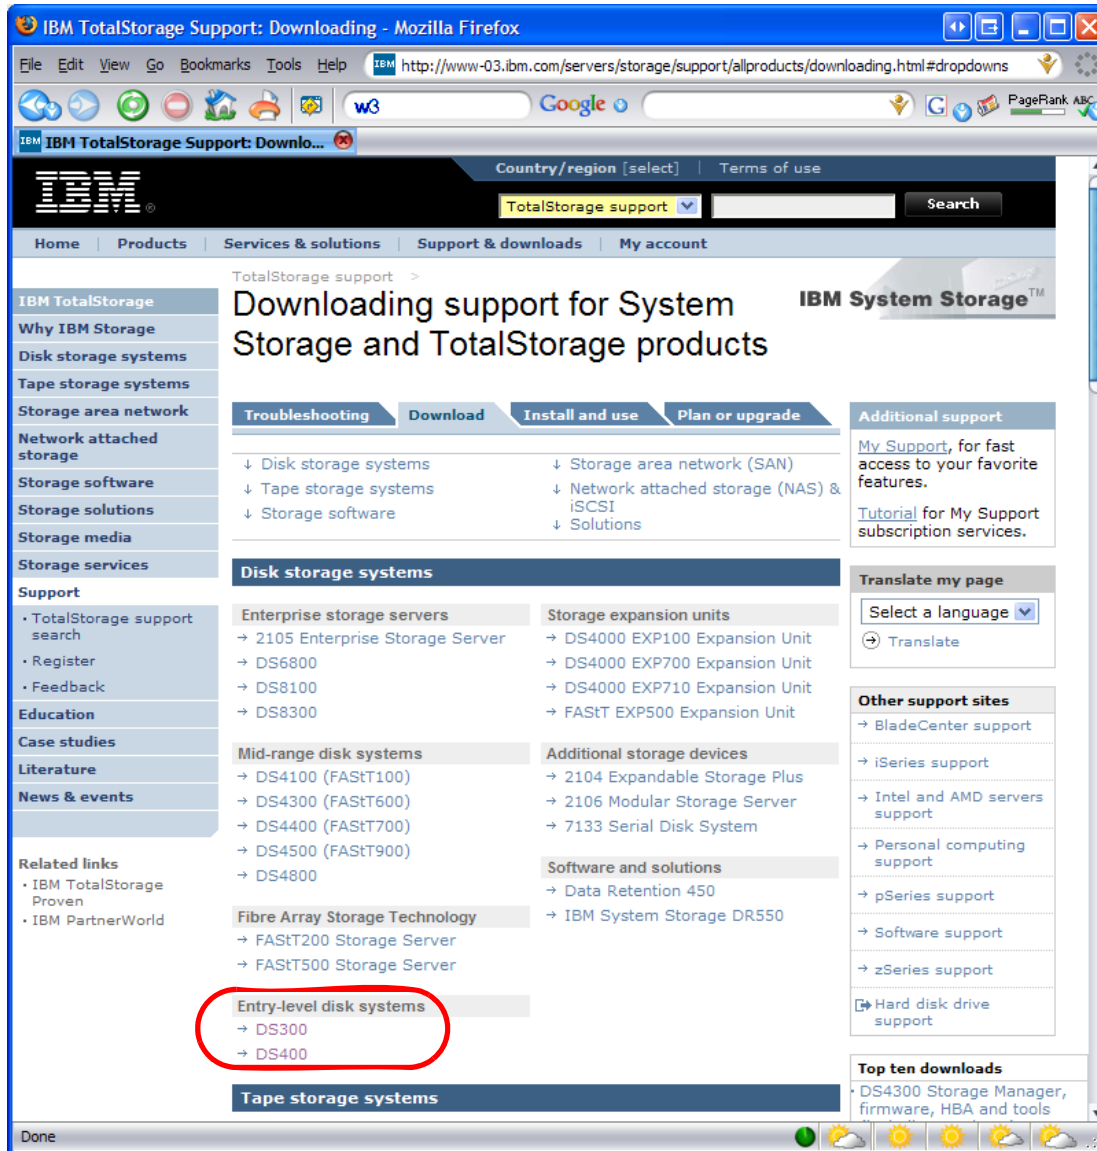 IBM TotalStorage Support: Downloading - Mozilla Firefox
File Edit View Go Bookmarks Tools Help
IBM http://www-03.ibm.com/servers/storage/support/allproducts/downloading.html#dropdowns
w3
Google
G
PageRank
ABC
IBM IBM TotalStorage Support: Downlo...
Country/region [select] | Terms of use
IBM®
TotalStorage support
Search
Home | Products | Services & solutions | Support & downloads | My account
IBM TotalStorage
Why IBM Storage
Disk storage systems
Tape storage systems
Storage area network
Network attached
storage
Storage software
Storage solutions
Storage media
Storage services
Support
· TotalStorage support
search
· Register
· Feedback
Education
Case studies
Literature
News & events
Related links
· IBM TotalStorage
Proven
· IBM PartnerWorld
TotalStorage support >
Downloading support for System
Storage and TotalStorage products
IBM System Storage™
Troubleshooting Download Install and use Plan or upgrade
↓ Disk storage systems
↓ Tape storage systems
↓ Storage software
↓ Storage area network (SAN)
↓ Network attached storage (NAS) &
iSCSI
↓ Solutions
Disk storage systems
Enterprise storage servers
→ 2105 Enterprise Storage Server
→ DS6800
→ DS8100
→ DS8300
Mid-range disk systems
→ DS4100 (FAStT100)
→ DS4300 (FAStT600)
→ DS4400 (FAStT700)
→ DS4500 (FAStT900)
→ DS4800
Fibre Array Storage Technology
→ FAStT200 Storage Server
→ FAStT500 Storage Server
Entry-level disk systems
→ DS300
→ DS400
Storage expansion units
→ DS4000 EXP100 Expansion Unit
→ DS4000 EXP700 Expansion Unit
→ DS4000 EXP710 Expansion Unit
→ FAStT EXP500 Expansion Unit
Additional storage devices
→ 2104 Expandable Storage Plus
→ 2106 Modular Storage Server
→ 7133 Serial Disk System
Software and solutions
→ Data Retention 450
→ IBM System Storage DR550
Tape storage systems
Additional support
My Support, for fast
access to your favorite
features.
Tutorial for My Support
subscription services.
Translate my page
Select a language
Translate
Other support sites
→ BladeCenter support
→ iSeries support
→ Intel and AMD servers
support
→ Personal computing
support
→ pSeries support
→ Software support
→ zSeries support
Hard disk drive
support
Top ten downloads
· DS4300 Storage Manager,
firmware, HBA and tools
Done